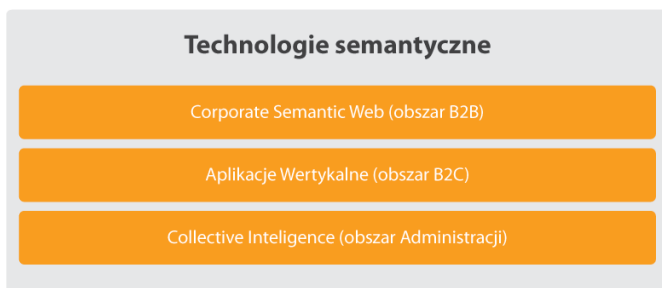 Technologie semantyczne
Corporate Semantic Web (obszar B2B)
Aplikacje Wertykalne (obszar B2C)
Collective Inteligence (obszar Administracji)